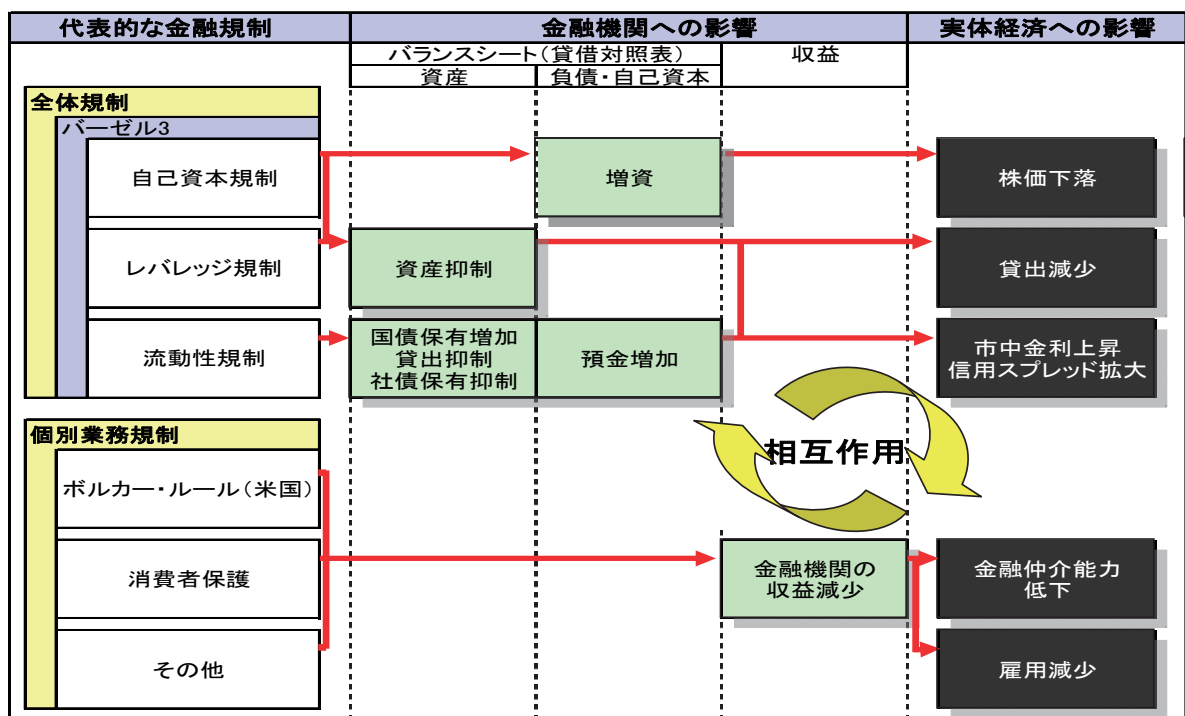 代表的な金融規制
金融機関への影響
実体経済への影響
バランスシート(貸借対照表)
収益
資産
負債・自己資本
全体規制
バーゼル3
自己資本規制
増資
株価下落
レバレッジ規制
資産抑制
貸出減少
流動性規制
国債保有増加
貸出抑制
社債保有抑制
預金増加
市中金利上昇
信用スプレッド拡大
相互作用
個別業務規制
ボルカー・ルール(米国)
消費者保護
金融機関の
収益減少
金融仲介能力
低下
その他
雇用減少